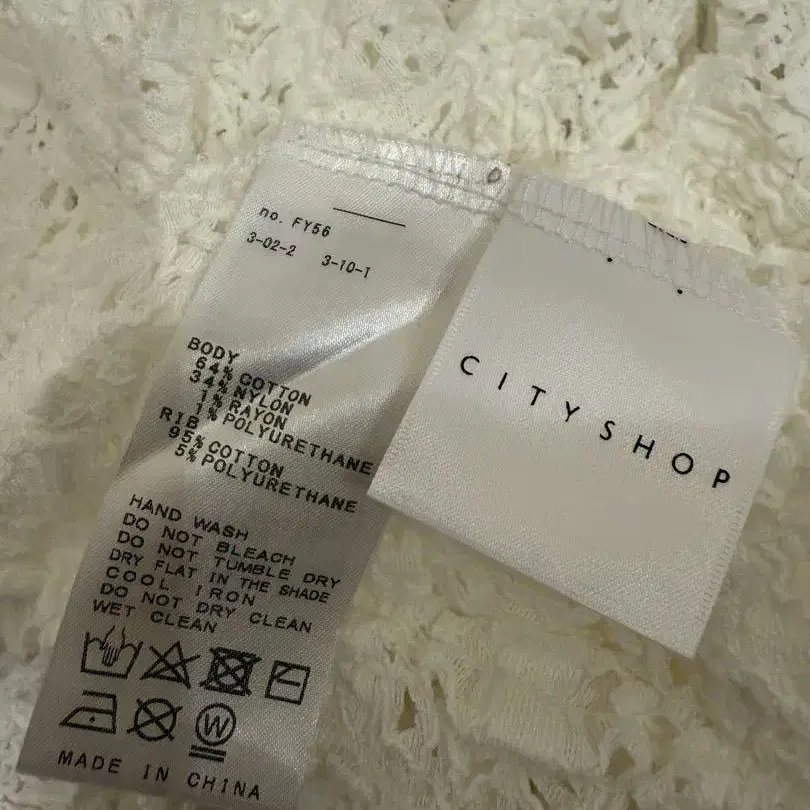 no. FY56
3-02-2 3-10-1
BODY
64% COTTON
34% NYLON
1% RAYON
1% POLYURETHANE
RIB
95% COTTON
5% POLYURETHANE
HAND WASH
DO NOT BLEACH
DO NOT TUMBLE DRY
DRY FLAT IN THE SHADE
COOL IRON
DO NOT DRY CLEAN
WET CLEAN
W
MADE IN CHINA
CITYSHOP